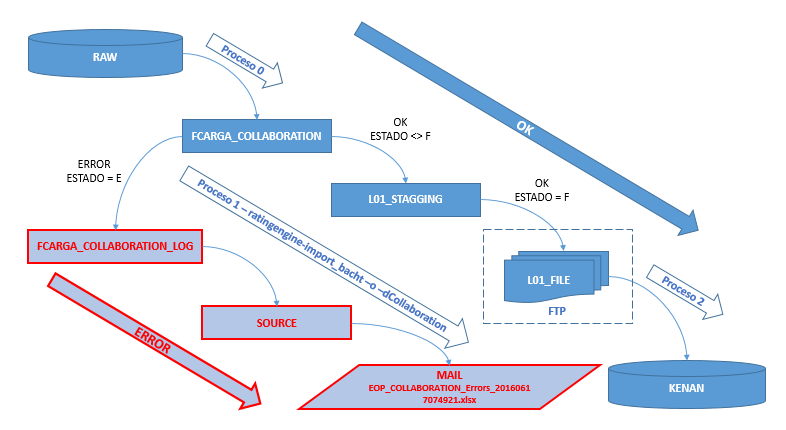 RAW
Proceso 0
OK
FCARGA_COLLABORATION
OK
ESTADO <> F
ERROR
ESTADO = E
Proceso 1 – ratingengine-import_bacht –o –dCollaboration
L01_STAGGING
OK
ESTADO = F
FCARGA_COLLABORATION_LOG
L01_FILE
FTP
Proceso 2
SOURCE
ERROR
MAIL
EOP_COLLABORATION_Errors_2016061
7074921.xlsx
KENAN